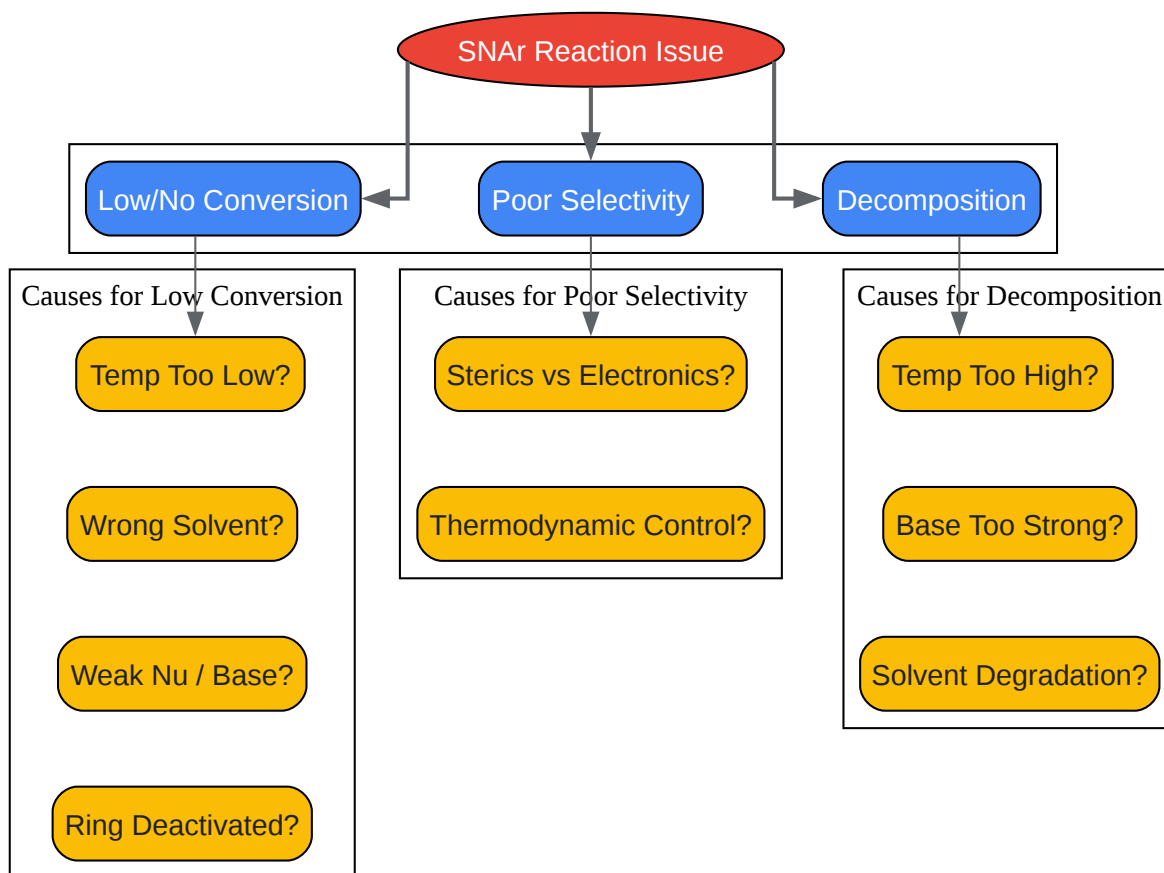 SNAr Reaction Issue
Low/No Conversion
Poor Selectivity
Decomposition
Causes for Low Conversion
Temp Too Low?
Wrong Solvent?
Weak Nu / Base?
Ring Deactivated?
Causes for Poor Selectivity
Sterics vs Electronics?
Thermodynamic Control?
Causes for Decomposition
Temp Too High?
Base Too Strong?
Solvent Degradation?